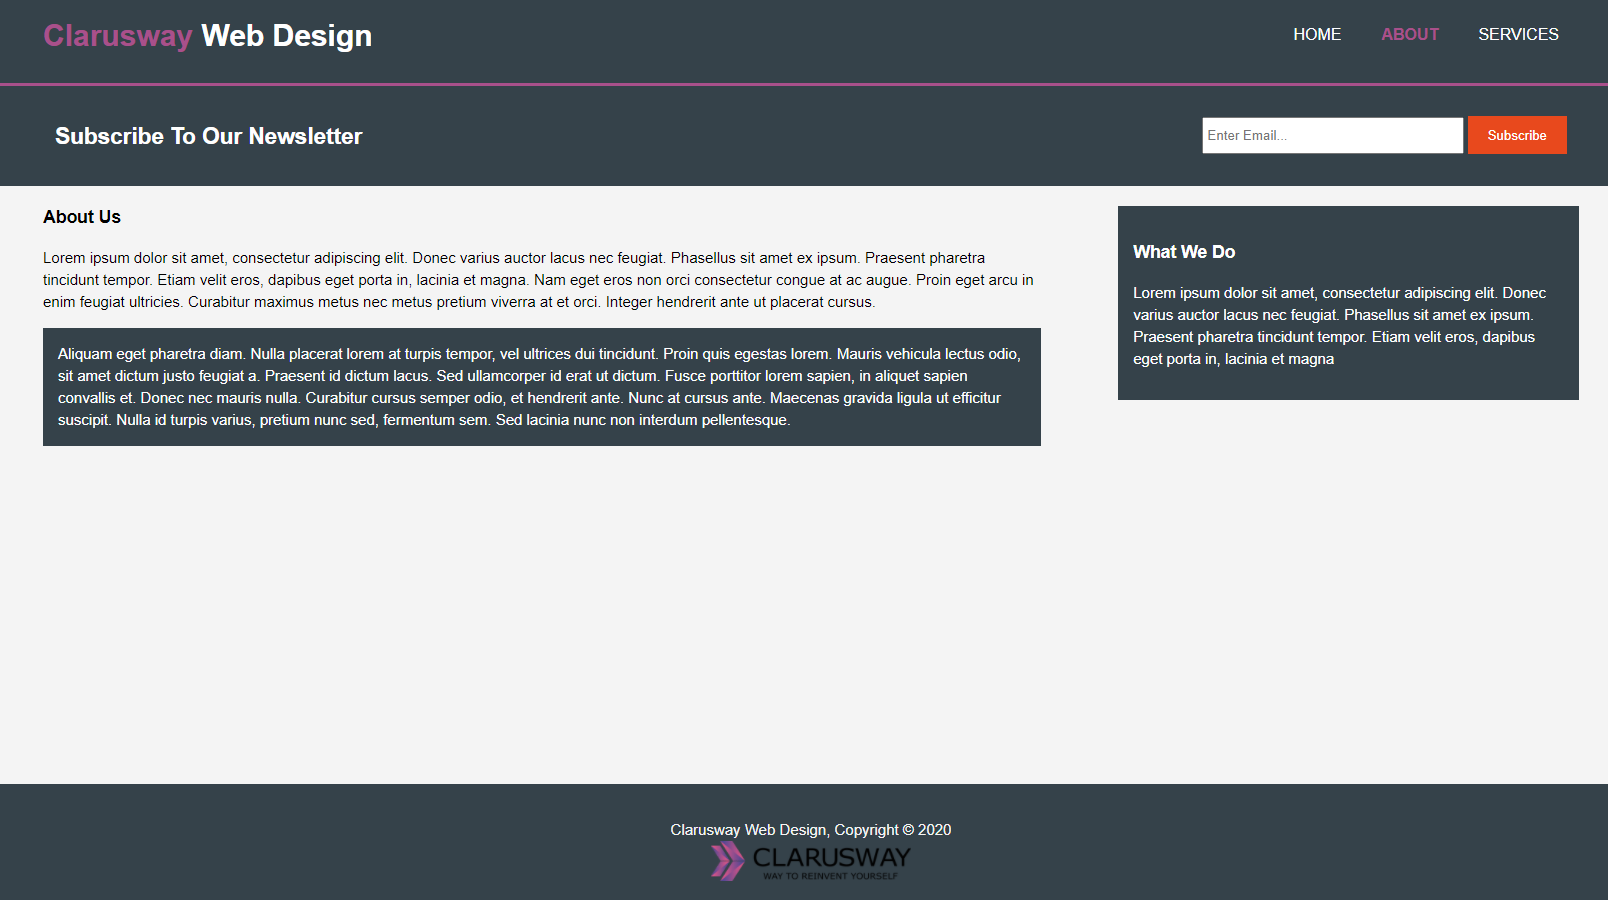 Clarusway Web Design
HOME ABOUT SERVICES
Subscribe To Our Newsletter
Enter Email... Subscribe
About Us
Lorem ipsum dolor sit amet, consectetur adipiscing elit. Donec varius auctor lacus nec feugiat. Phasellus sit amet ex ipsum. Praesent pharetra
tincidunt tempor. Etiam velit eros, dapibus eget porta in, lacinia et magna. Nam eget eros non orci consectetur congue at ac augue. Proin eget arcu in
enim feugiat ultricies. Curabitur maximus metus nec metus pretium viverra at et orci. Integer hendrerit ante ut placerat cursus.
Aliquam eget pharetra diam. Nulla placerat lorem at turpis tempor, vel ultrices dui tincidunt. Proin quis egestas lorem. Mauris vehicula lectus odio,
sit amet dictum justo feugiat a. Praesent id dictum lacus. Sed ullamcorper id erat ut dictum. Fusce porttitor lorem sapien, in aliquet sapien
convallis et. Donec nec mauris nulla. Curabitur cursus semper odio, et hendrerit ante. Nunc at cursus ante. Maecenas gravida ligula ut efficitur
suscipit. Nulla id turpis varius, pretium nunc sed, fermentum sem. Sed lacinia nunc non interdum pellentesque.
What We Do
Lorem ipsum dolor sit amet, consectetur adipiscing elit. Donec
varius auctor lacus nec feugiat. Phasellus sit amet ex ipsum.
Praesent pharetra tincidunt tempor. Etiam velit eros, dapibus
eget porta in, lacinia et magna
Clarusway Web Design, Copyright © 2020
CLARUSWAY
WAY TO REINVENT YOURSELF